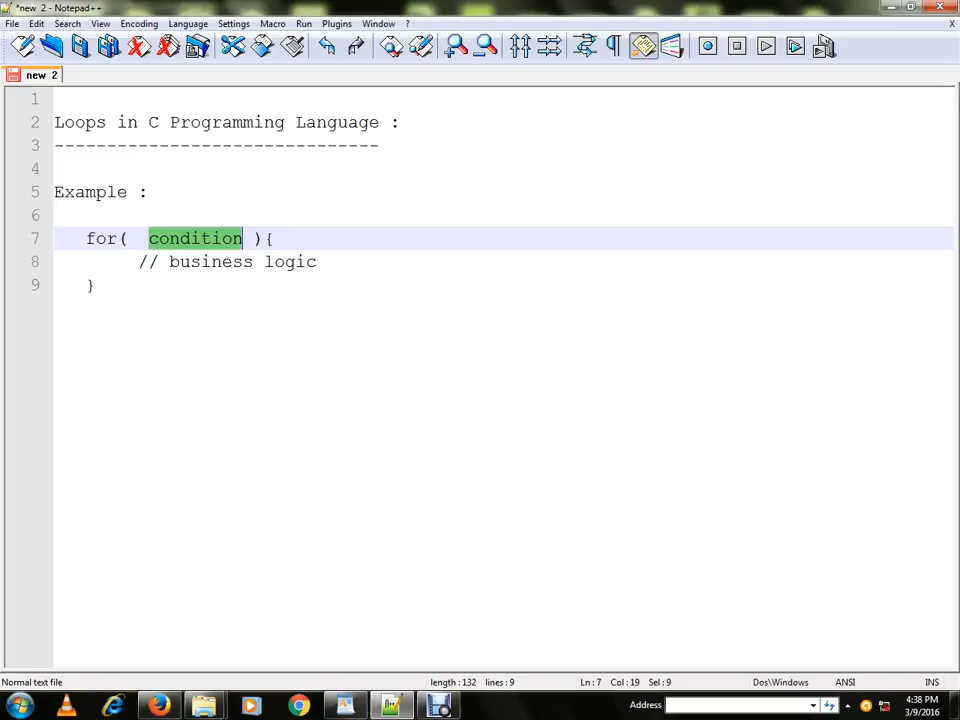 *new  2 - Notepad++
File Edit Search View Encoding Language Settings Macro Run Plugins Window ?
X
new  2
1
2 Loops in C Programming Language :
3 -------------------------------
4
5 Example :
6
7 for(  condition ){
8 // business logic
9 }
Normal text file length : 132 lines : 9 Ln : 7 Col : 19 Sel : 9 Dos\Windows ANSI INS
Address 4:38 PM
3/9/2016